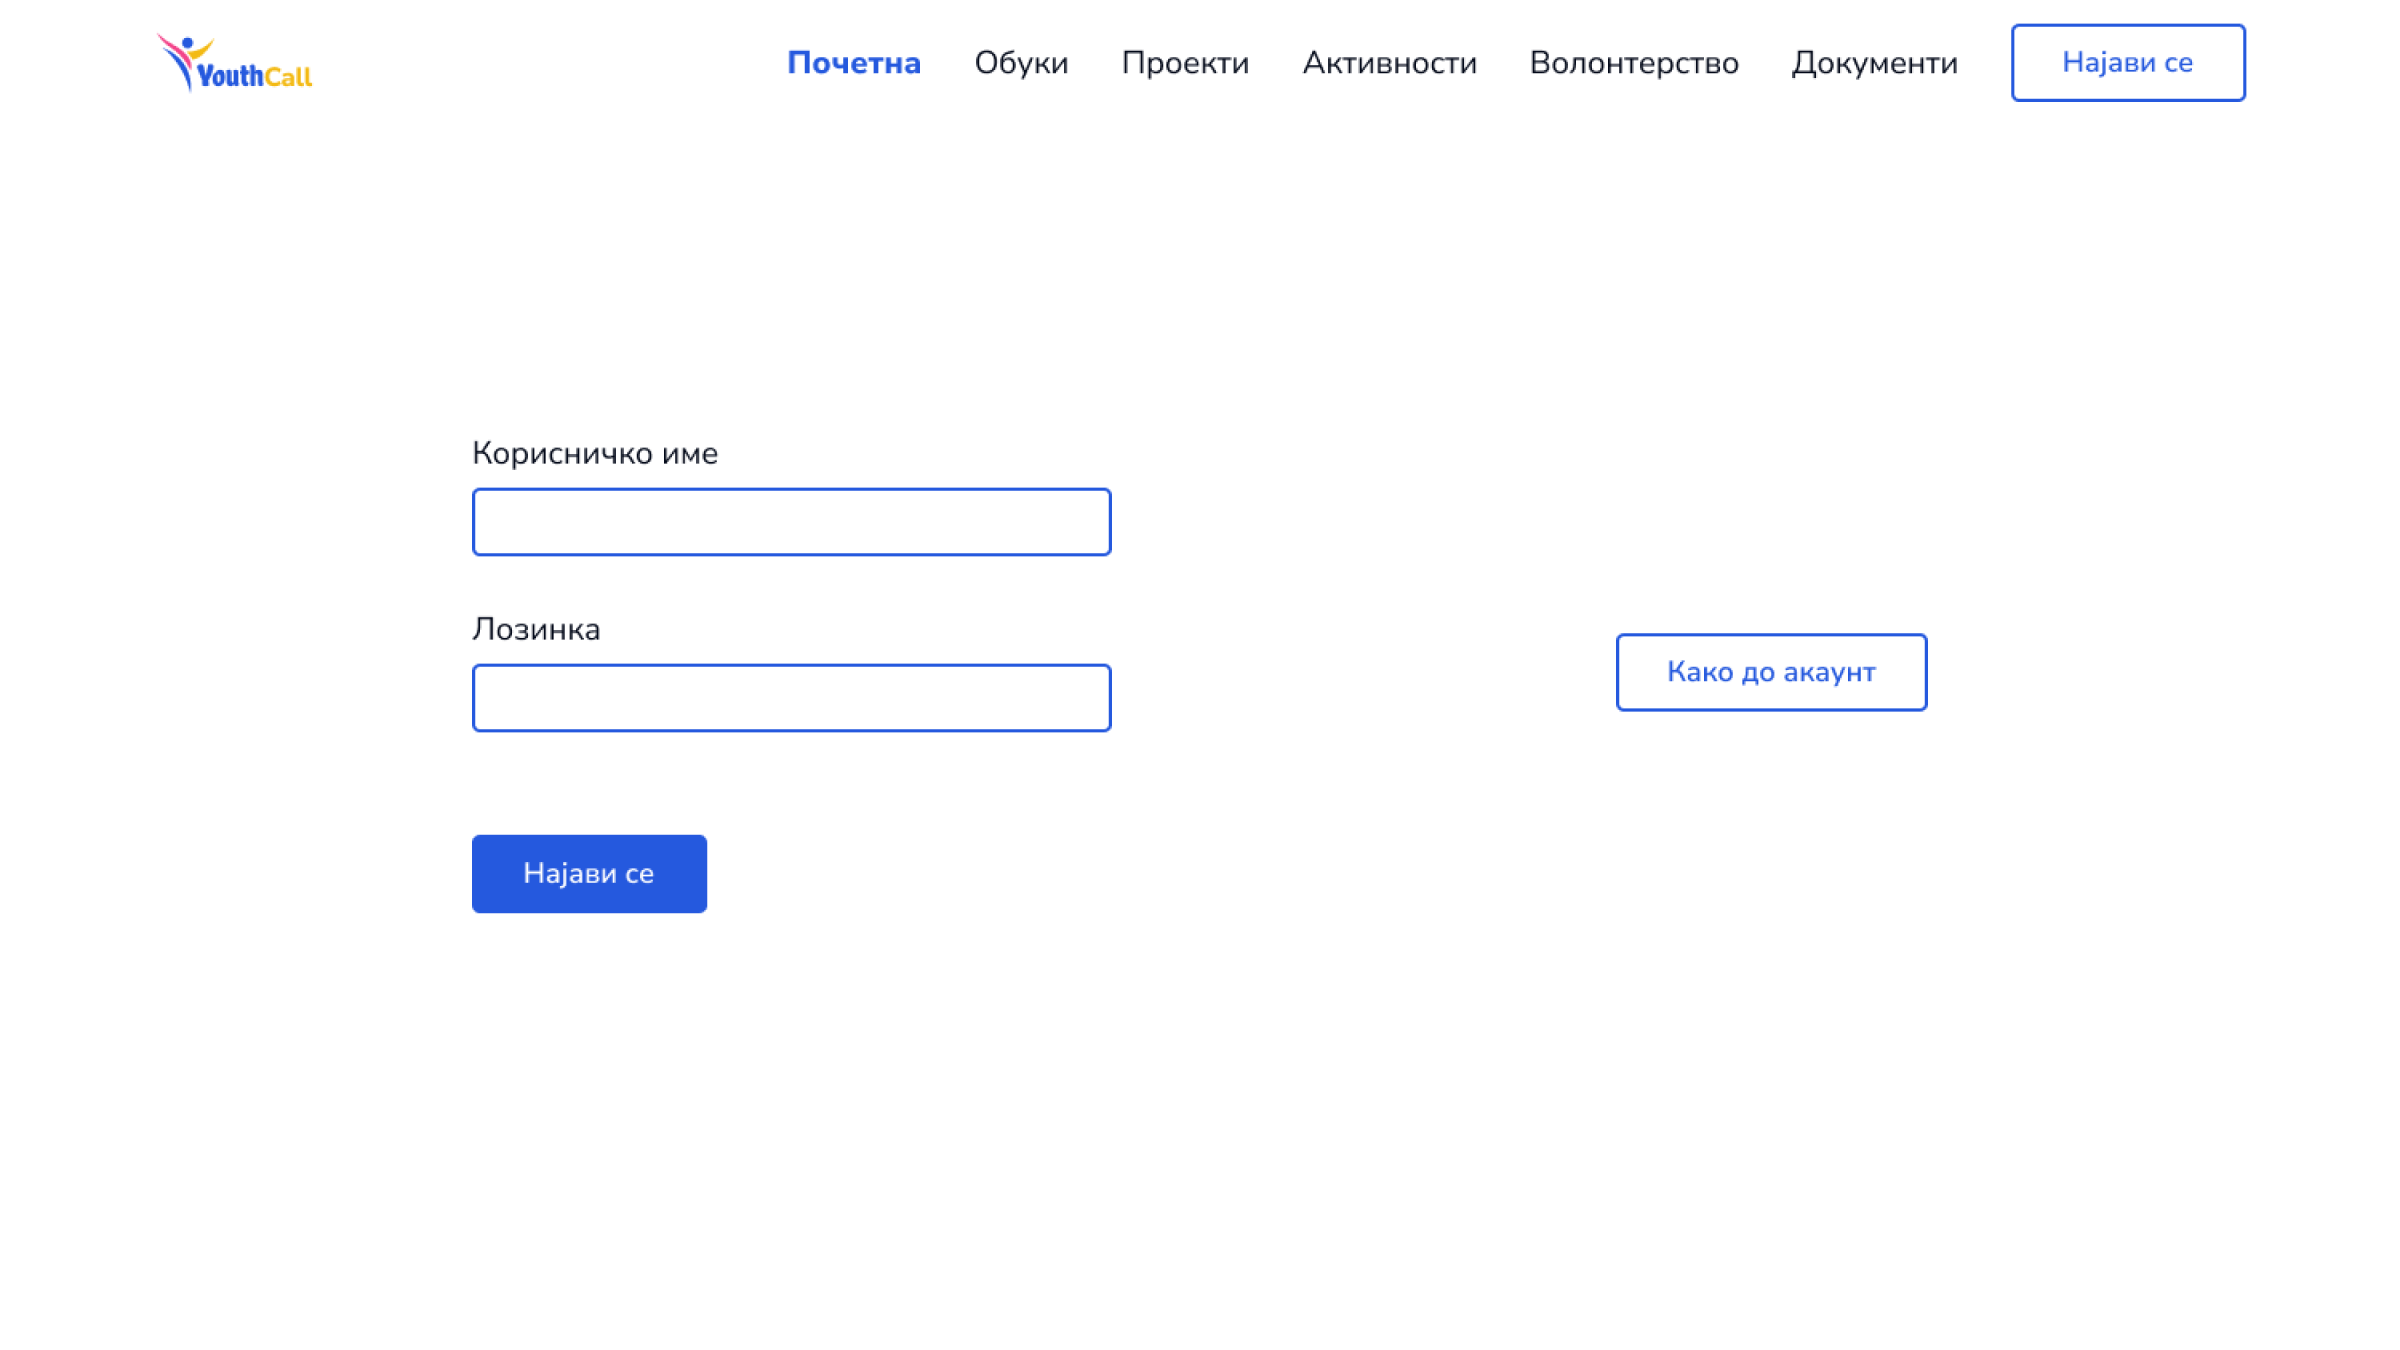 YouthCall
Почетна Обуки Проекти Активности Волонтерство Документи Најави се
Корисничко име
Лозинка
Како до акаунт
Најави се